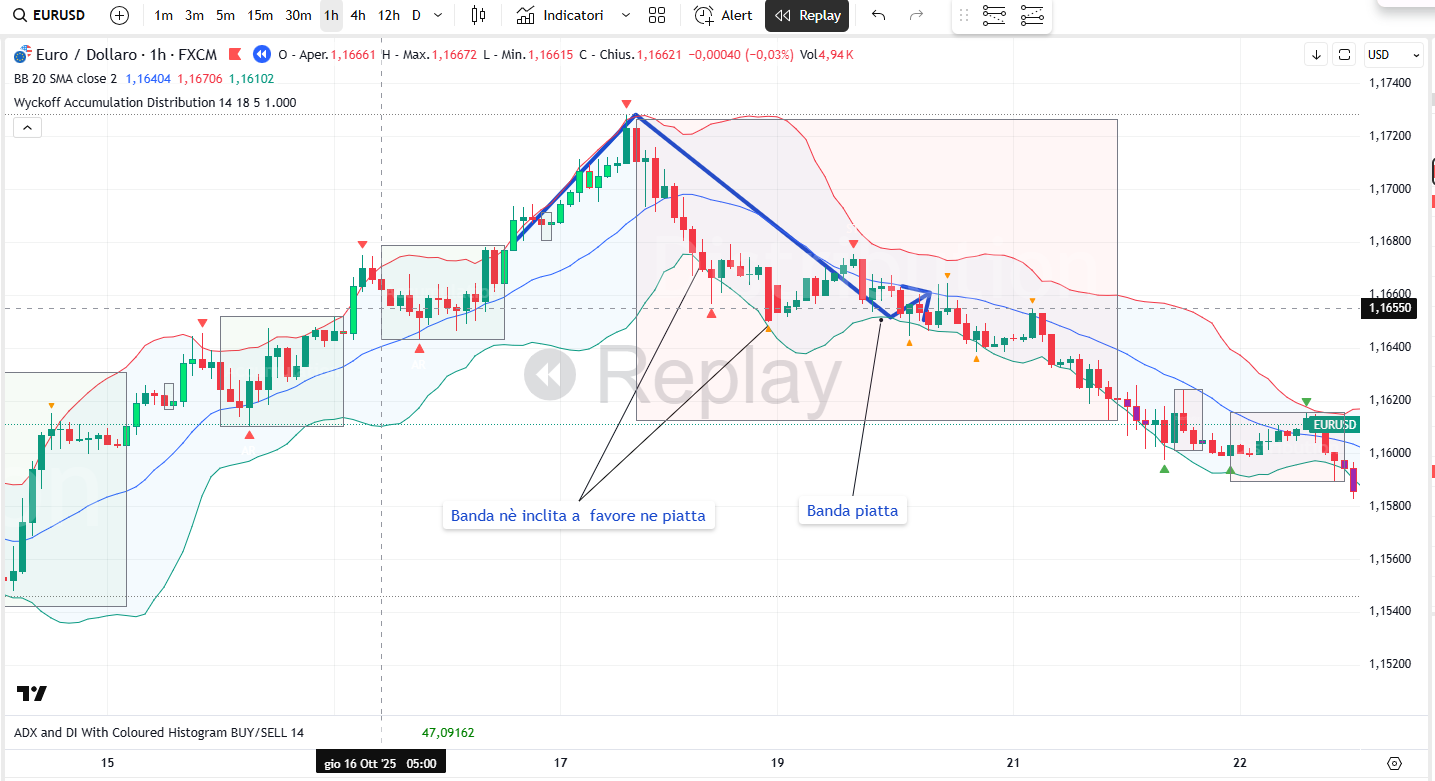 EURUSD 1m 3m 5m 15m 30m 1h 4h 12h D Indicatori Alert Replay
Euro / Dollaro · 1h · FXCM O - Aper.1,16661 H - Max.1,16672 L - Min.1,16615 C - Chius.1,16621 −0,00040 (−0,03%) Vol4,94 K USD
BB 20 SMA close 2 1,16404 1,16706 1,16102
Wyckoff Accumulation Distribution 14 18 5 1.000
1,17400
1,17200
1,17000
1,16800
1,16600
1,16550
1,16400
Replay
1,16200
EURUSD
1,16000
1,15800
Banda nè inclita a favore ne piatta
Banda piatta
1,15600
1,15400
1,15200
ADX and DI With Coloured Histogram BUY/SELL 14 47,09162
15 gio 16 Ott '25 05:00 17 19 21 22